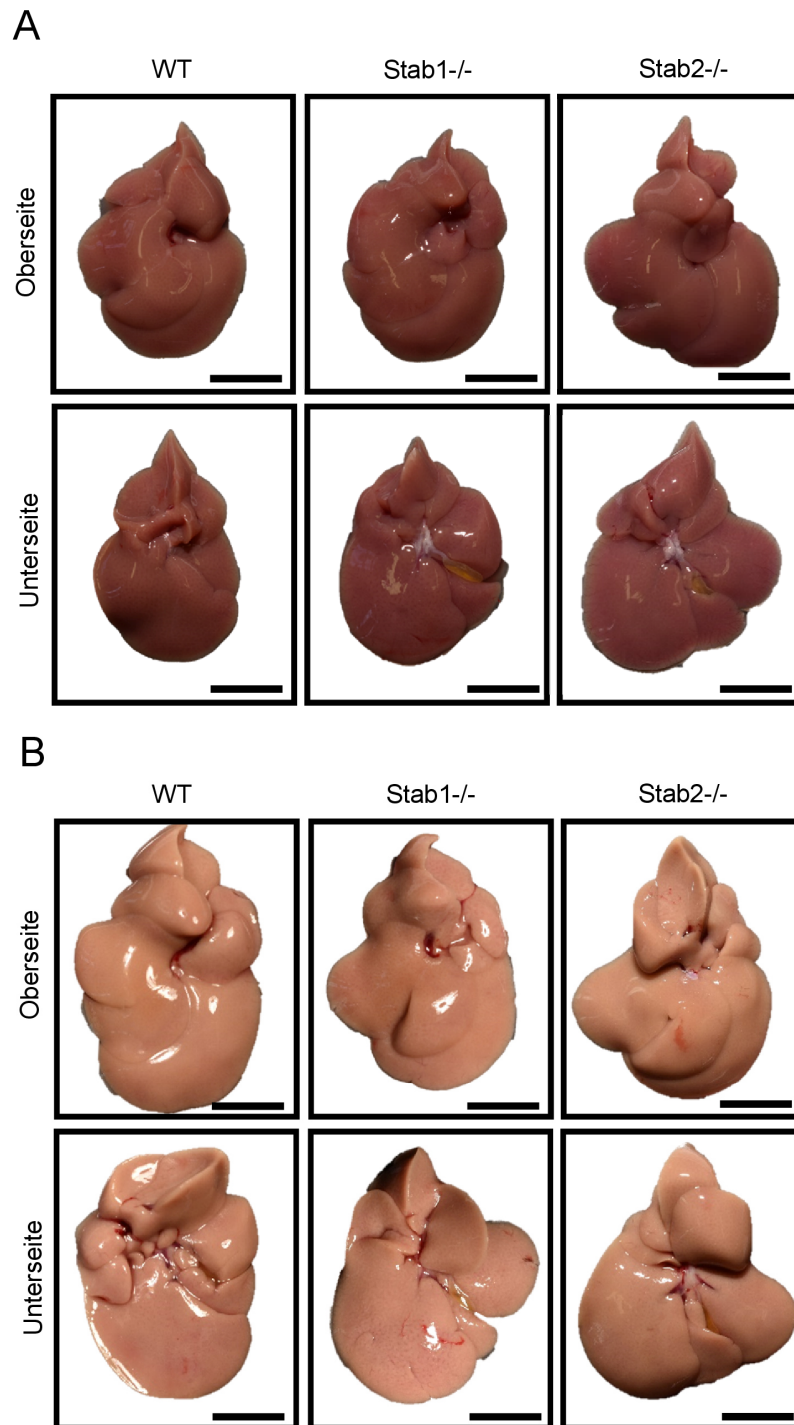 A
WT Stab1-/- Stab2-/-
Oberseite
Unterseite
B
WT Stab1-/- Stab2-/-
Oberseite
Unterseite